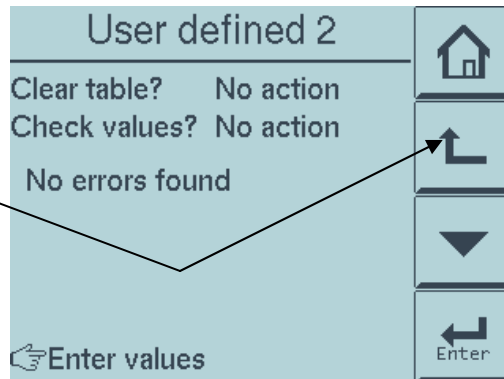 User defined 2
Clear table? No action
Check values? No action
No errors found
Enter values
Enter